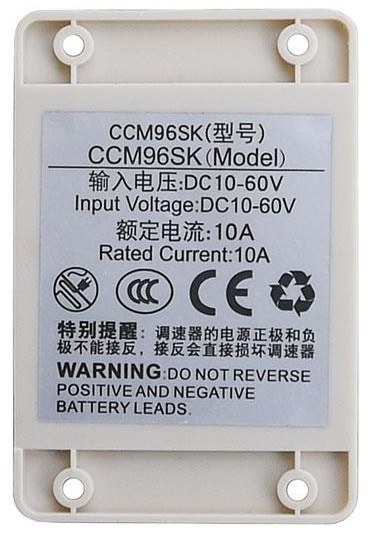 CCM96SK(型号)
CCM96SK(Model)
输入电压:DC10-60V
Input Voltage:DC10-60V
额定电流:10A
Rated Current:10A
CCC CE
特别提醒：调速器的电源正极和负
极不能接反，接反会直接损坏调速器
WARNING:DO NOT REVERSE
POSITIVE AND NEGATIVE
BATTERY LEADS.